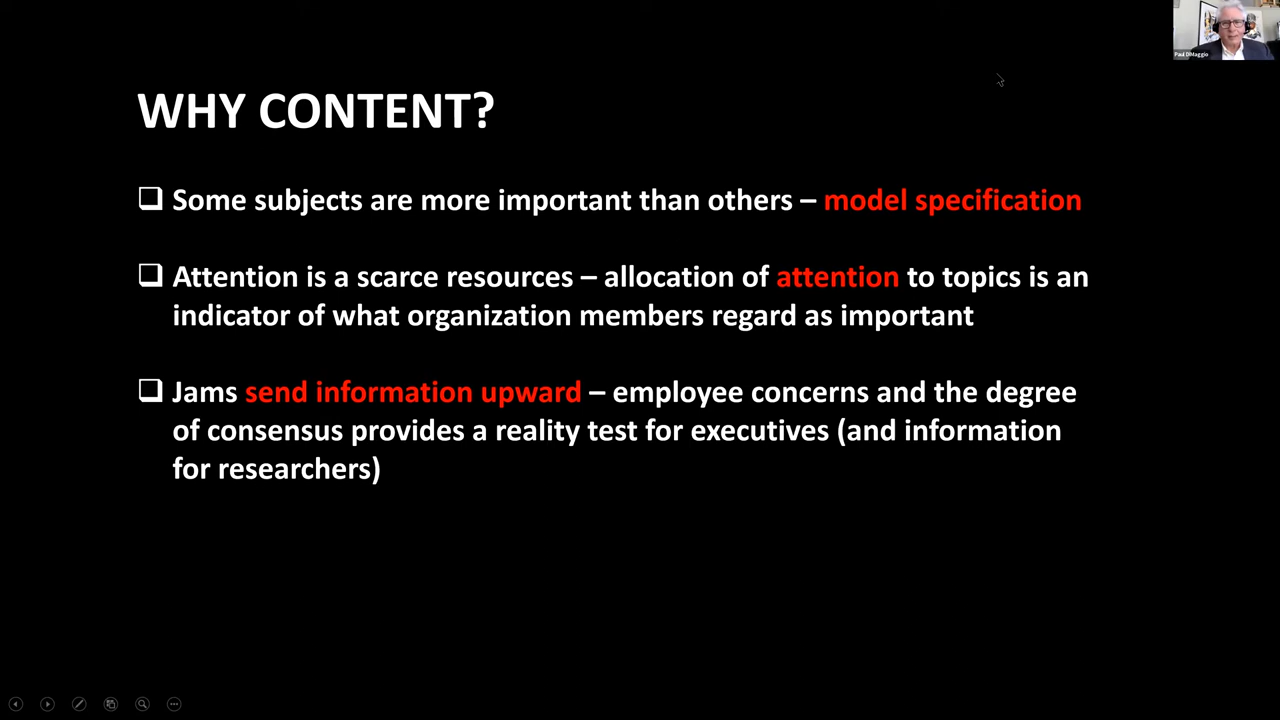 Paul DiMaggio
WHY CONTENT?
❑ Some subjects are more important than others – model specification
❑ Attention is a scarce resources – allocation of attention to topics is an
indicator of what organization members regard as important
❑ Jams send information upward – employee concerns and the degree
of consensus provides a reality test for executives (and information
for researchers)